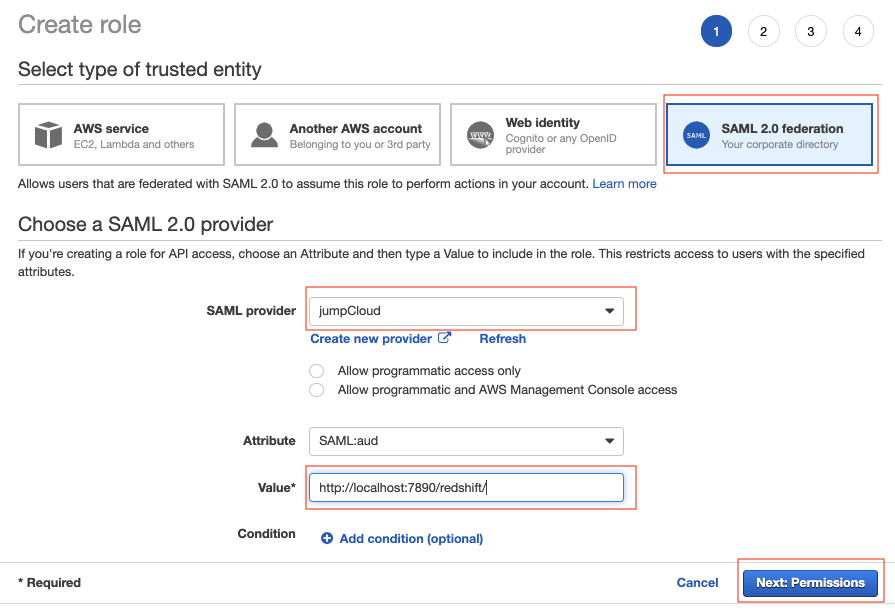 Create role
1 2 3 4
Select type of trusted entity
AWS service
EC2, Lambda and others
Another AWS account
Belonging to you or 3rd party
WWW
Web identity
Cognito or any OpenID
provider
SAML
SAML 2.0 federation
Your corporate directory
Allows users that are federated with SAML 2.0 to assume this role to perform actions in your account. Learn more
Choose a SAML 2.0 provider
If you're creating a role for API access, choose an Attribute and then type a Value to include in the role. This restricts access to users with the specified
attributes.
SAML provider jumpCloud
Create new provider Refresh
Allow programmatic access only
Allow programmatic and AWS Management Console access
Attribute SAML:aud
Value* http://localhost:7890/redshift/
Condition Add condition (optional)
* Required Cancel Next: Permissions